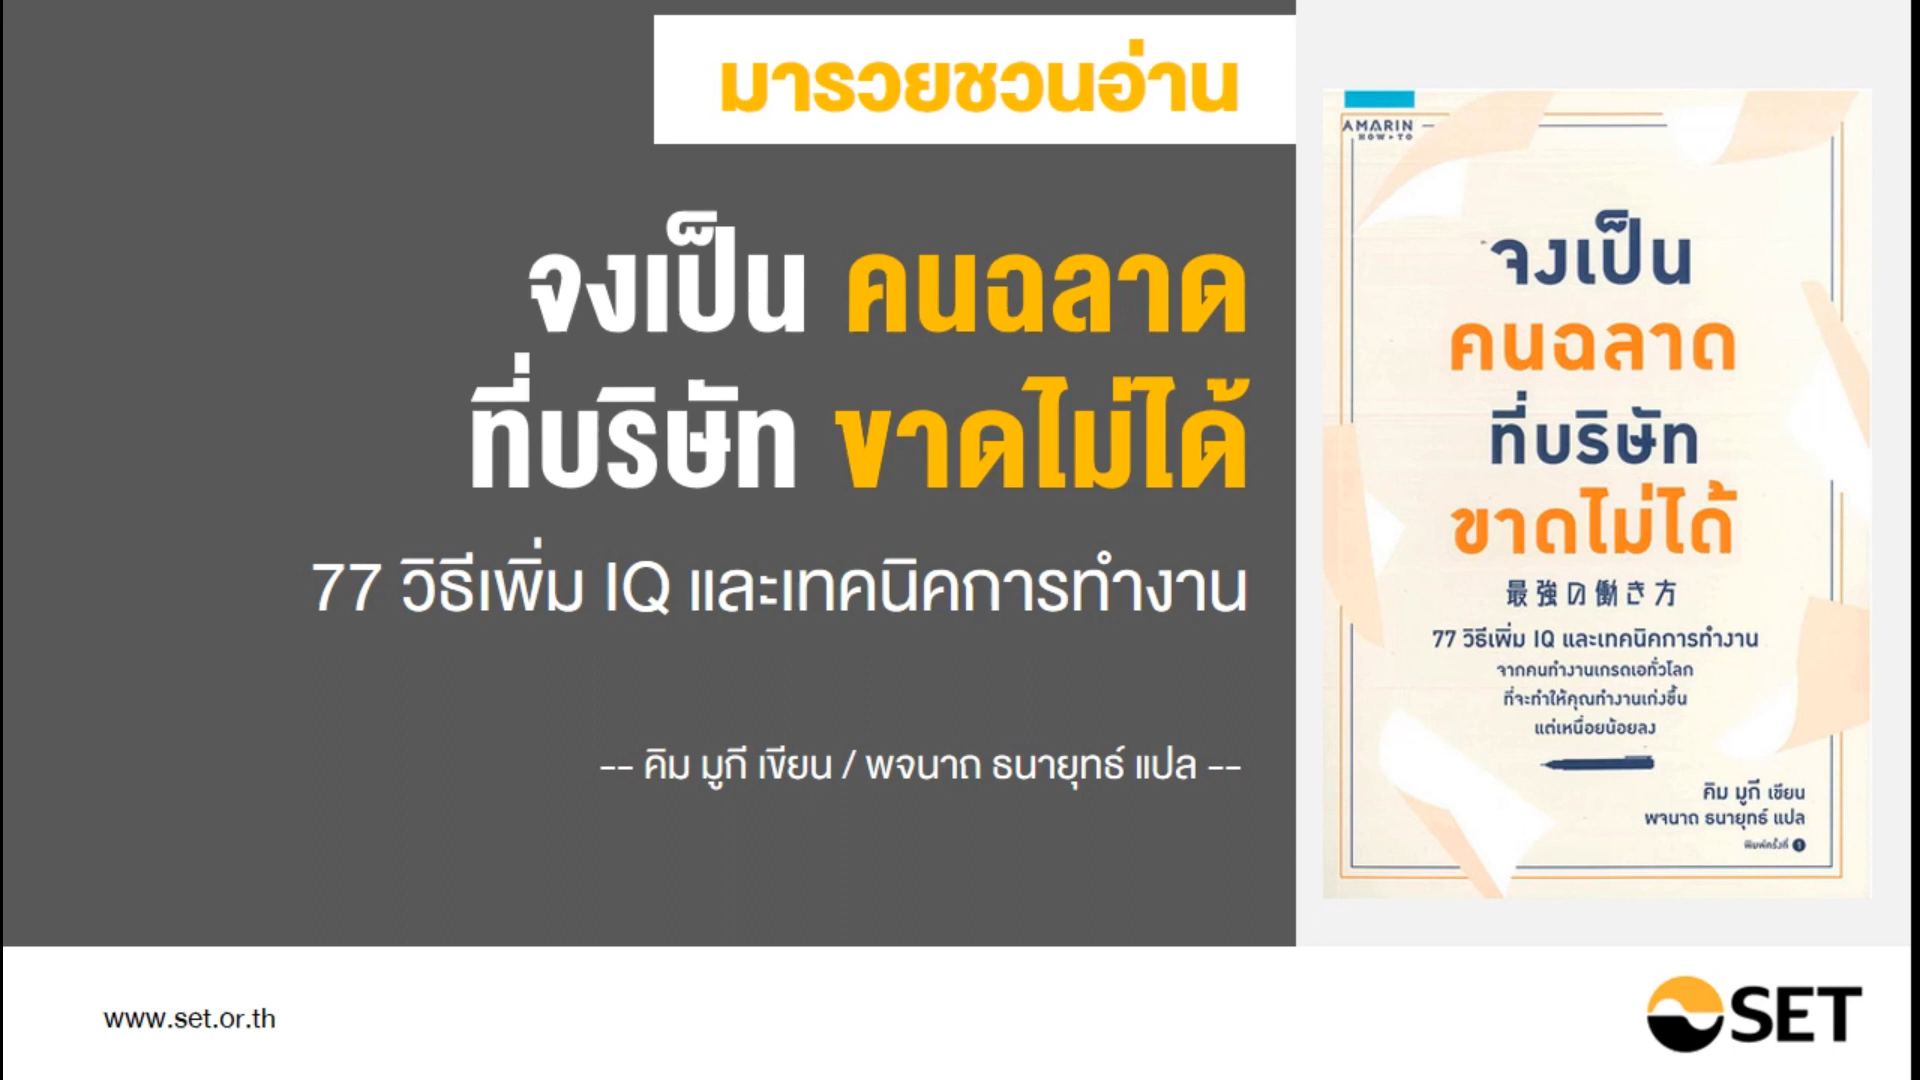 มารวยชวนอ่าน
จงเป็น คนฉลาด
ที่บริษัท ขาดไม่ได้
77 วิธีเพิ่ม IQ และเทคนิคการทำงาน
-- คิม มูกี เขียน / พจนาถ ธนายุทธ์ แปล --
AMARIN
HOW TO
จงเป็น
คนฉลาด
ที่บริษัท
ขาดไม่ได้
最強の働き方
77 วิธีเพิ่ม IQ และเทคนิคการทำงาน
จากคนทำงานเกรดเอทั่วโลก
ที่จะทำให้คุณทำงานเก่งขึ้น
แต่เหนื่อยน้อยลง
คิม มูกี เขียน
พจนาถ ธนายุทธ์ แปล
พิมพ์ครั้งที่ 1
www.set.or.th
SET